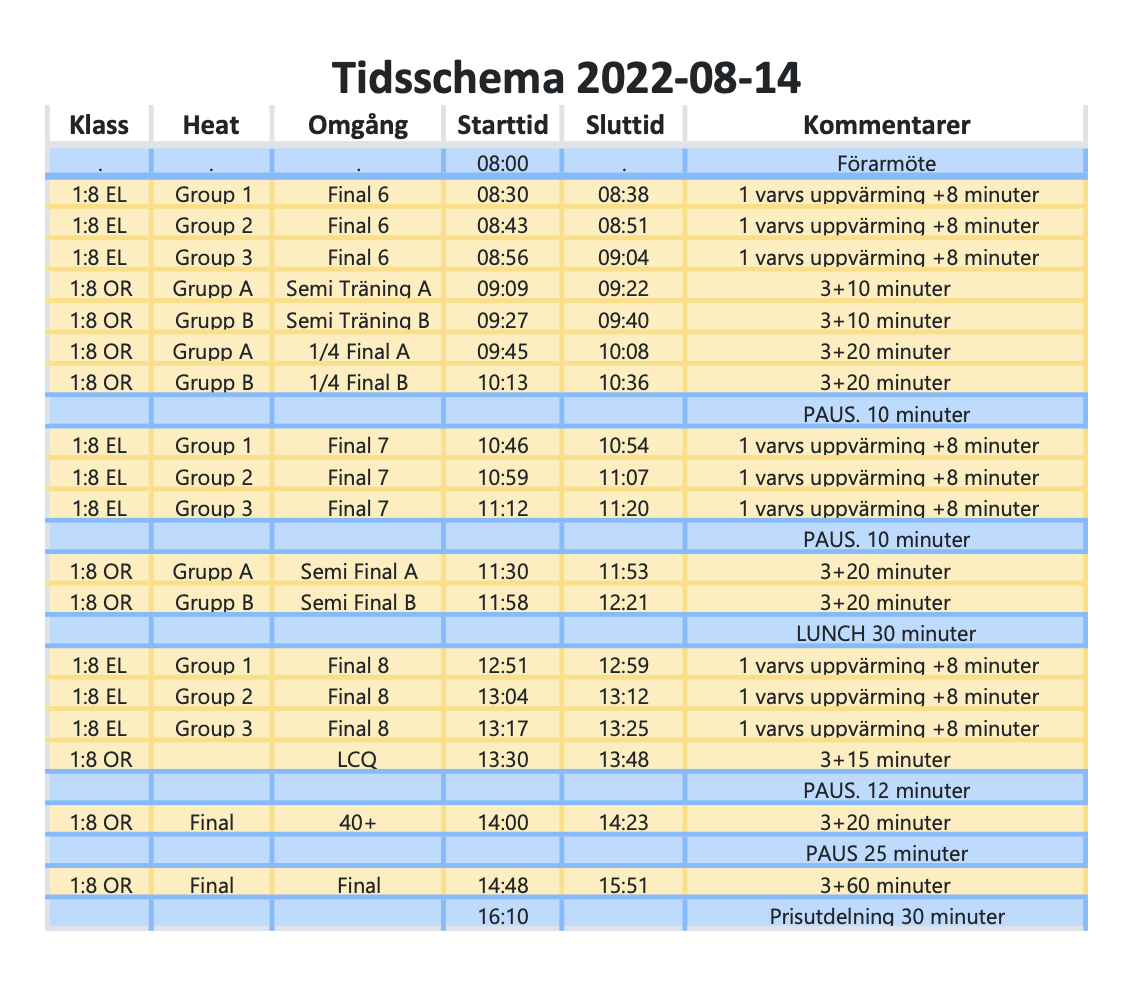 Tidsschema 2022-08-14
Klass Heat Omgång Starttid Sluttid Kommentarer
. . . 08:00 . Förarmöte
1:8 EL Group 1 Final 6 08:30 08:38 1 varvs uppvärming +8 minuter
1:8 EL Group 2 Final 6 08:43 08:51 1 varvs uppvärming +8 minuter
1:8 EL Group 3 Final 6 08:56 09:04 1 varvs uppvärming +8 minuter
1:8 OR Grupp A Semi Träning A 09:09 09:22 3+10 minuter
1:8 OR Grupp B Semi Träning B 09:27 09:40 3+10 minuter
1:8 OR Grupp A 1/4 Final A 09:45 10:08 3+20 minuter
1:8 OR Grupp B 1/4 Final B 10:13 10:36 3+20 minuter
PAUS. 10 minuter
1:8 EL Group 1 Final 7 10:46 10:54 1 varvs uppvärming +8 minuter
1:8 EL Group 2 Final 7 10:59 11:07 1 varvs uppvärming +8 minuter
1:8 EL Group 3 Final 7 11:12 11:20 1 varvs uppvärming +8 minuter
PAUS. 10 minuter
1:8 OR Grupp A Semi Final A 11:30 11:53 3+20 minuter
1:8 OR Grupp B Semi Final B 11:58 12:21 3+20 minuter
LUNCH 30 minuter
1:8 EL Group 1 Final 8 12:51 12:59 1 varvs uppvärming +8 minuter
1:8 EL Group 2 Final 8 13:04 13:12 1 varvs uppvärming +8 minuter
1:8 EL Group 3 Final 8 13:17 13:25 1 varvs uppvärming +8 minuter
1:8 OR LCQ 13:30 13:48 3+15 minuter
PAUS. 12 minuter
1:8 OR Final 40+ 14:00 14:23 3+20 minuter
PAUS 25 minuter
1:8 OR Final Final 14:48 15:51 3+60 minuter
16:10 Prisutdelning 30 minuter